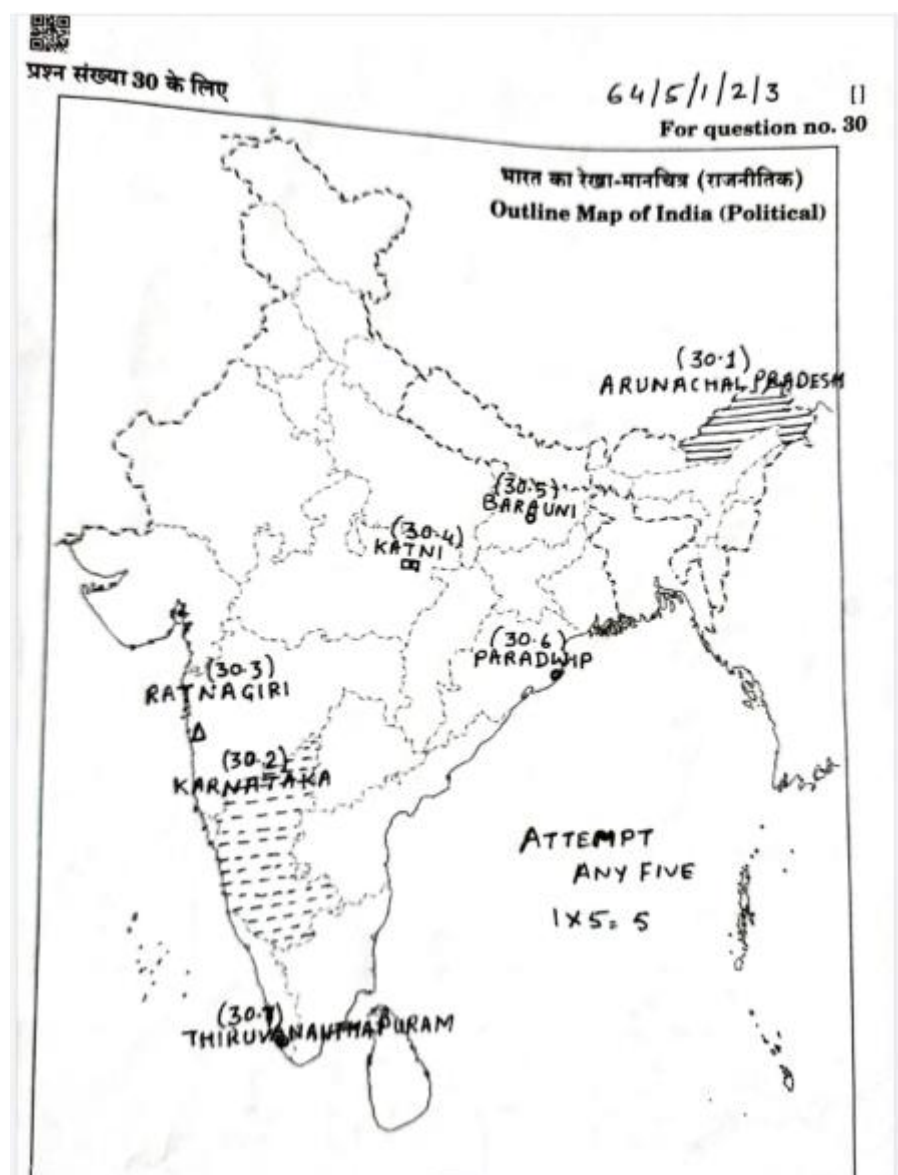 प्रश्न संख्या 30 के लिए
64/5/1/2/3 []
For question no. 30
भारत का रेखा-मानचित्र (राजनीतिक)
Outline Map of India (Political)
(30.1)
ARUNACHAL PRADESH
(30.5)
BARAUNI
(30.4)
KATNI
(30.6)
PARADWIP
(30.3)
RATNAGIRI
(30.2)
KARNATAKA
ATTEMPT
ANY FIVE
1×5=5
(30.7)
THIRUVANANTHAPURAM